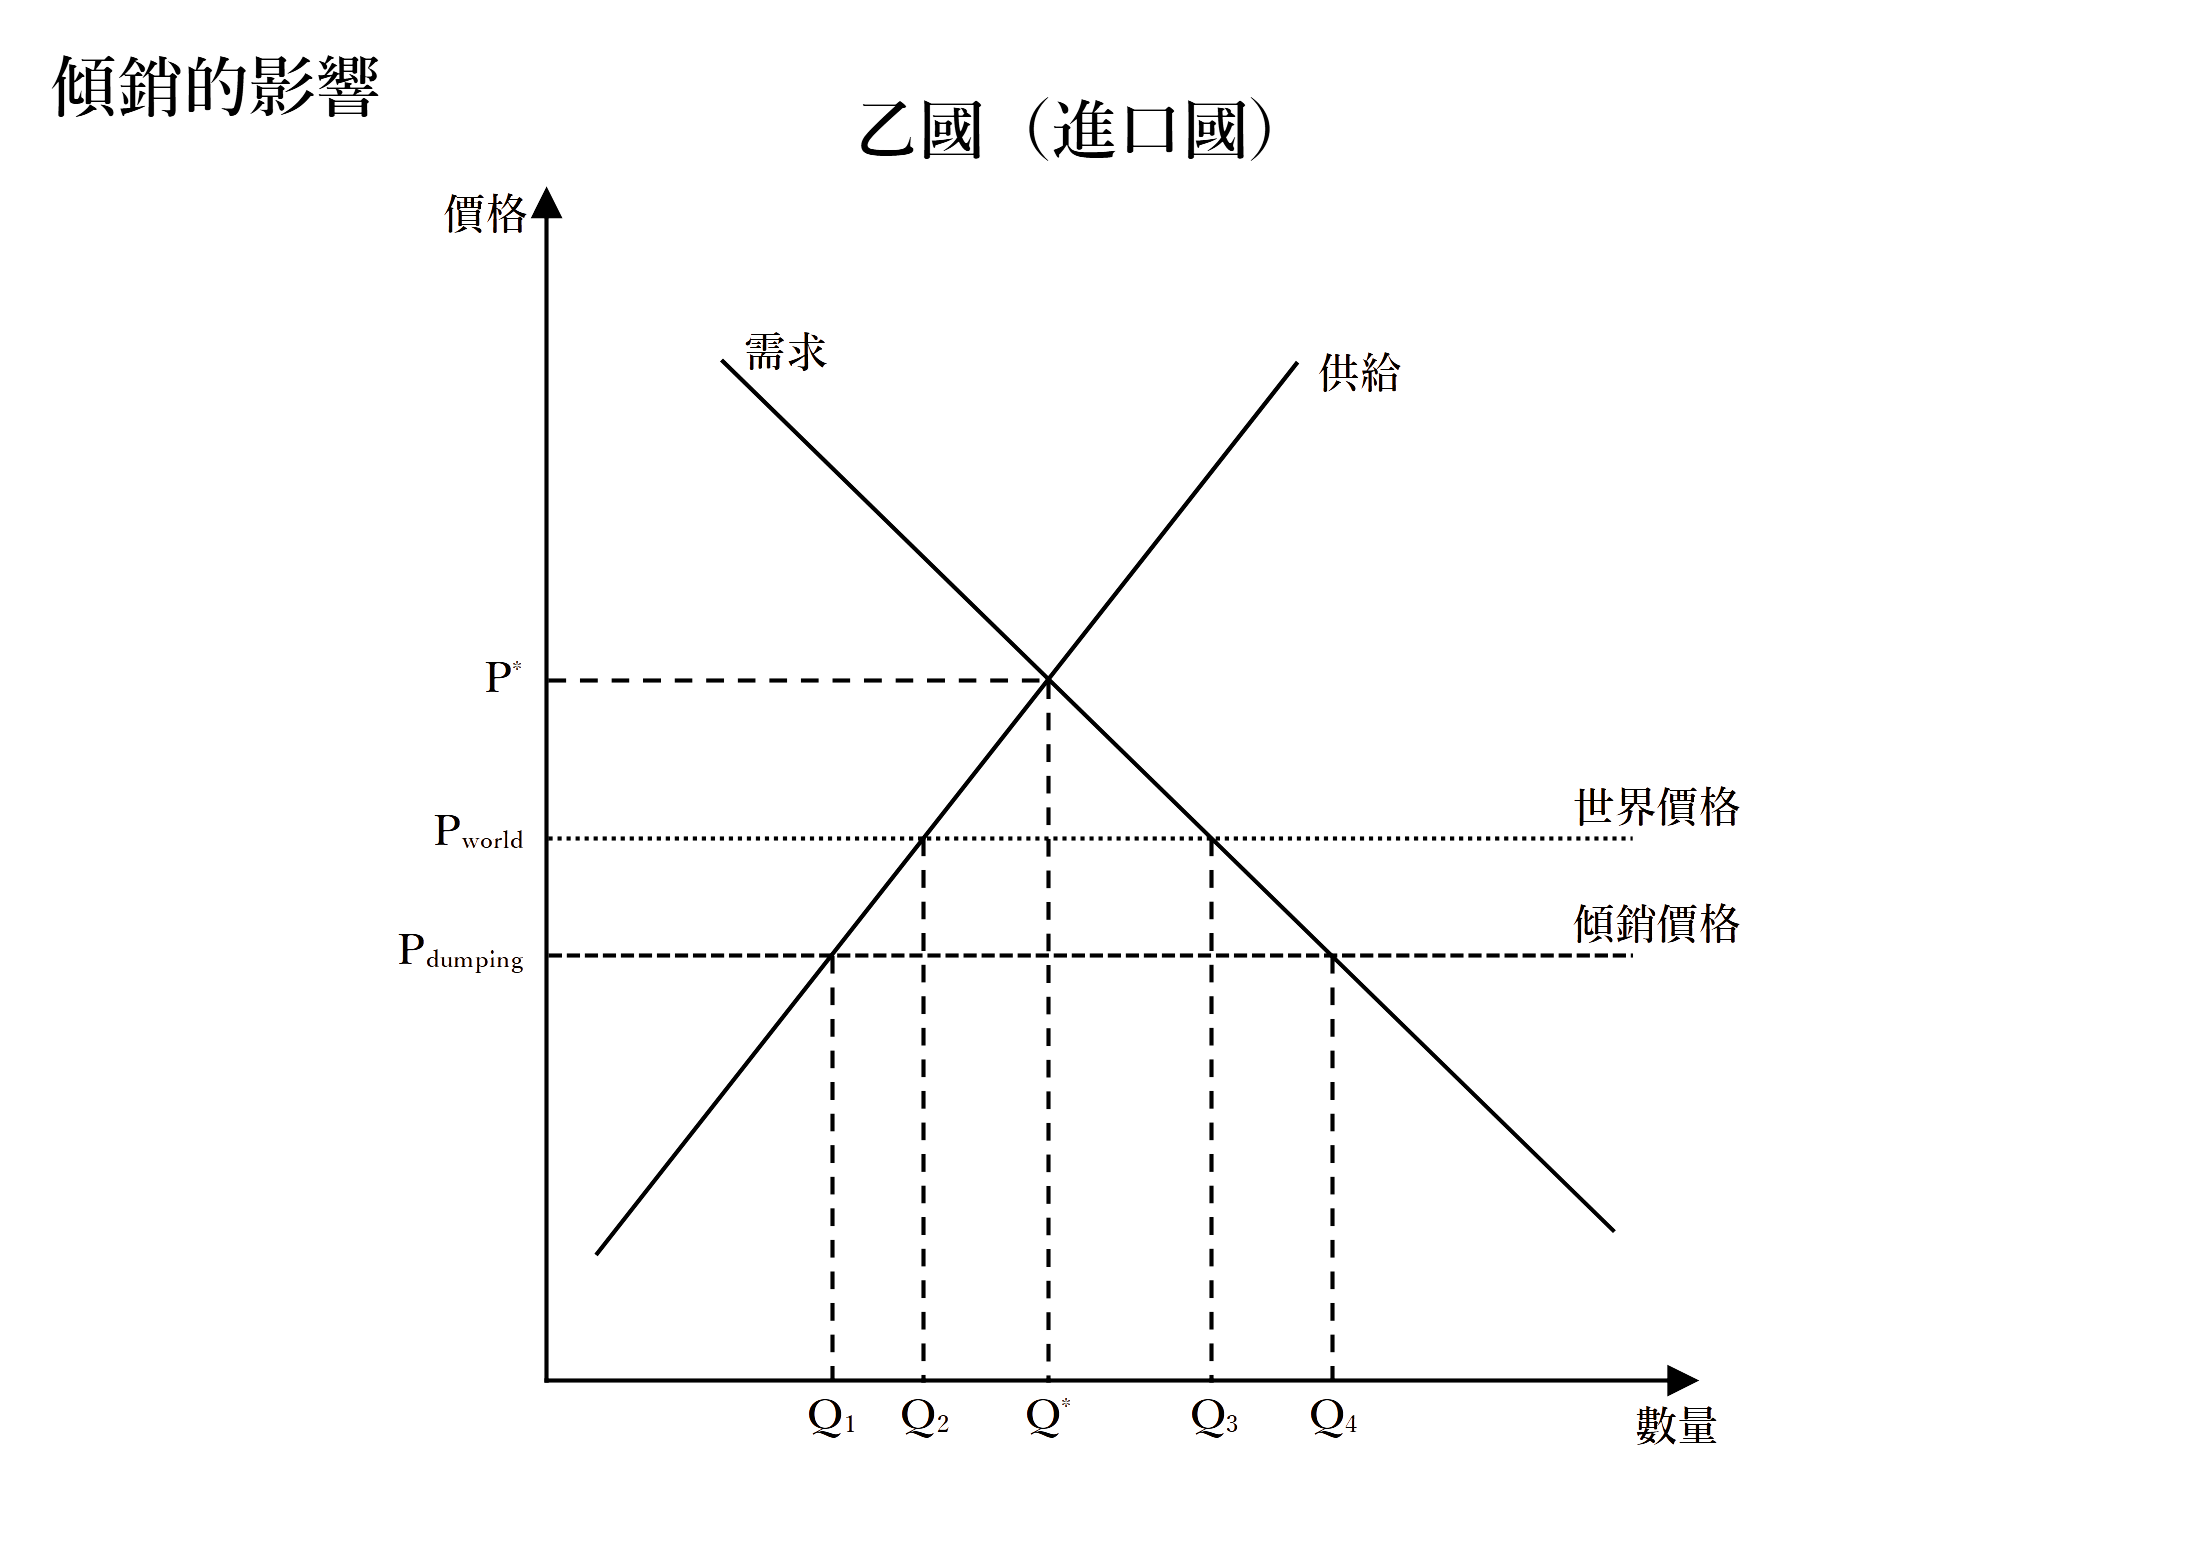 傾銷的影響
乙國（進口國）
價格
需求
供給
P*
世界價格
Pworld
傾銷價格
Pdumping
Q1 Q2 Q* Q3 Q4
數量